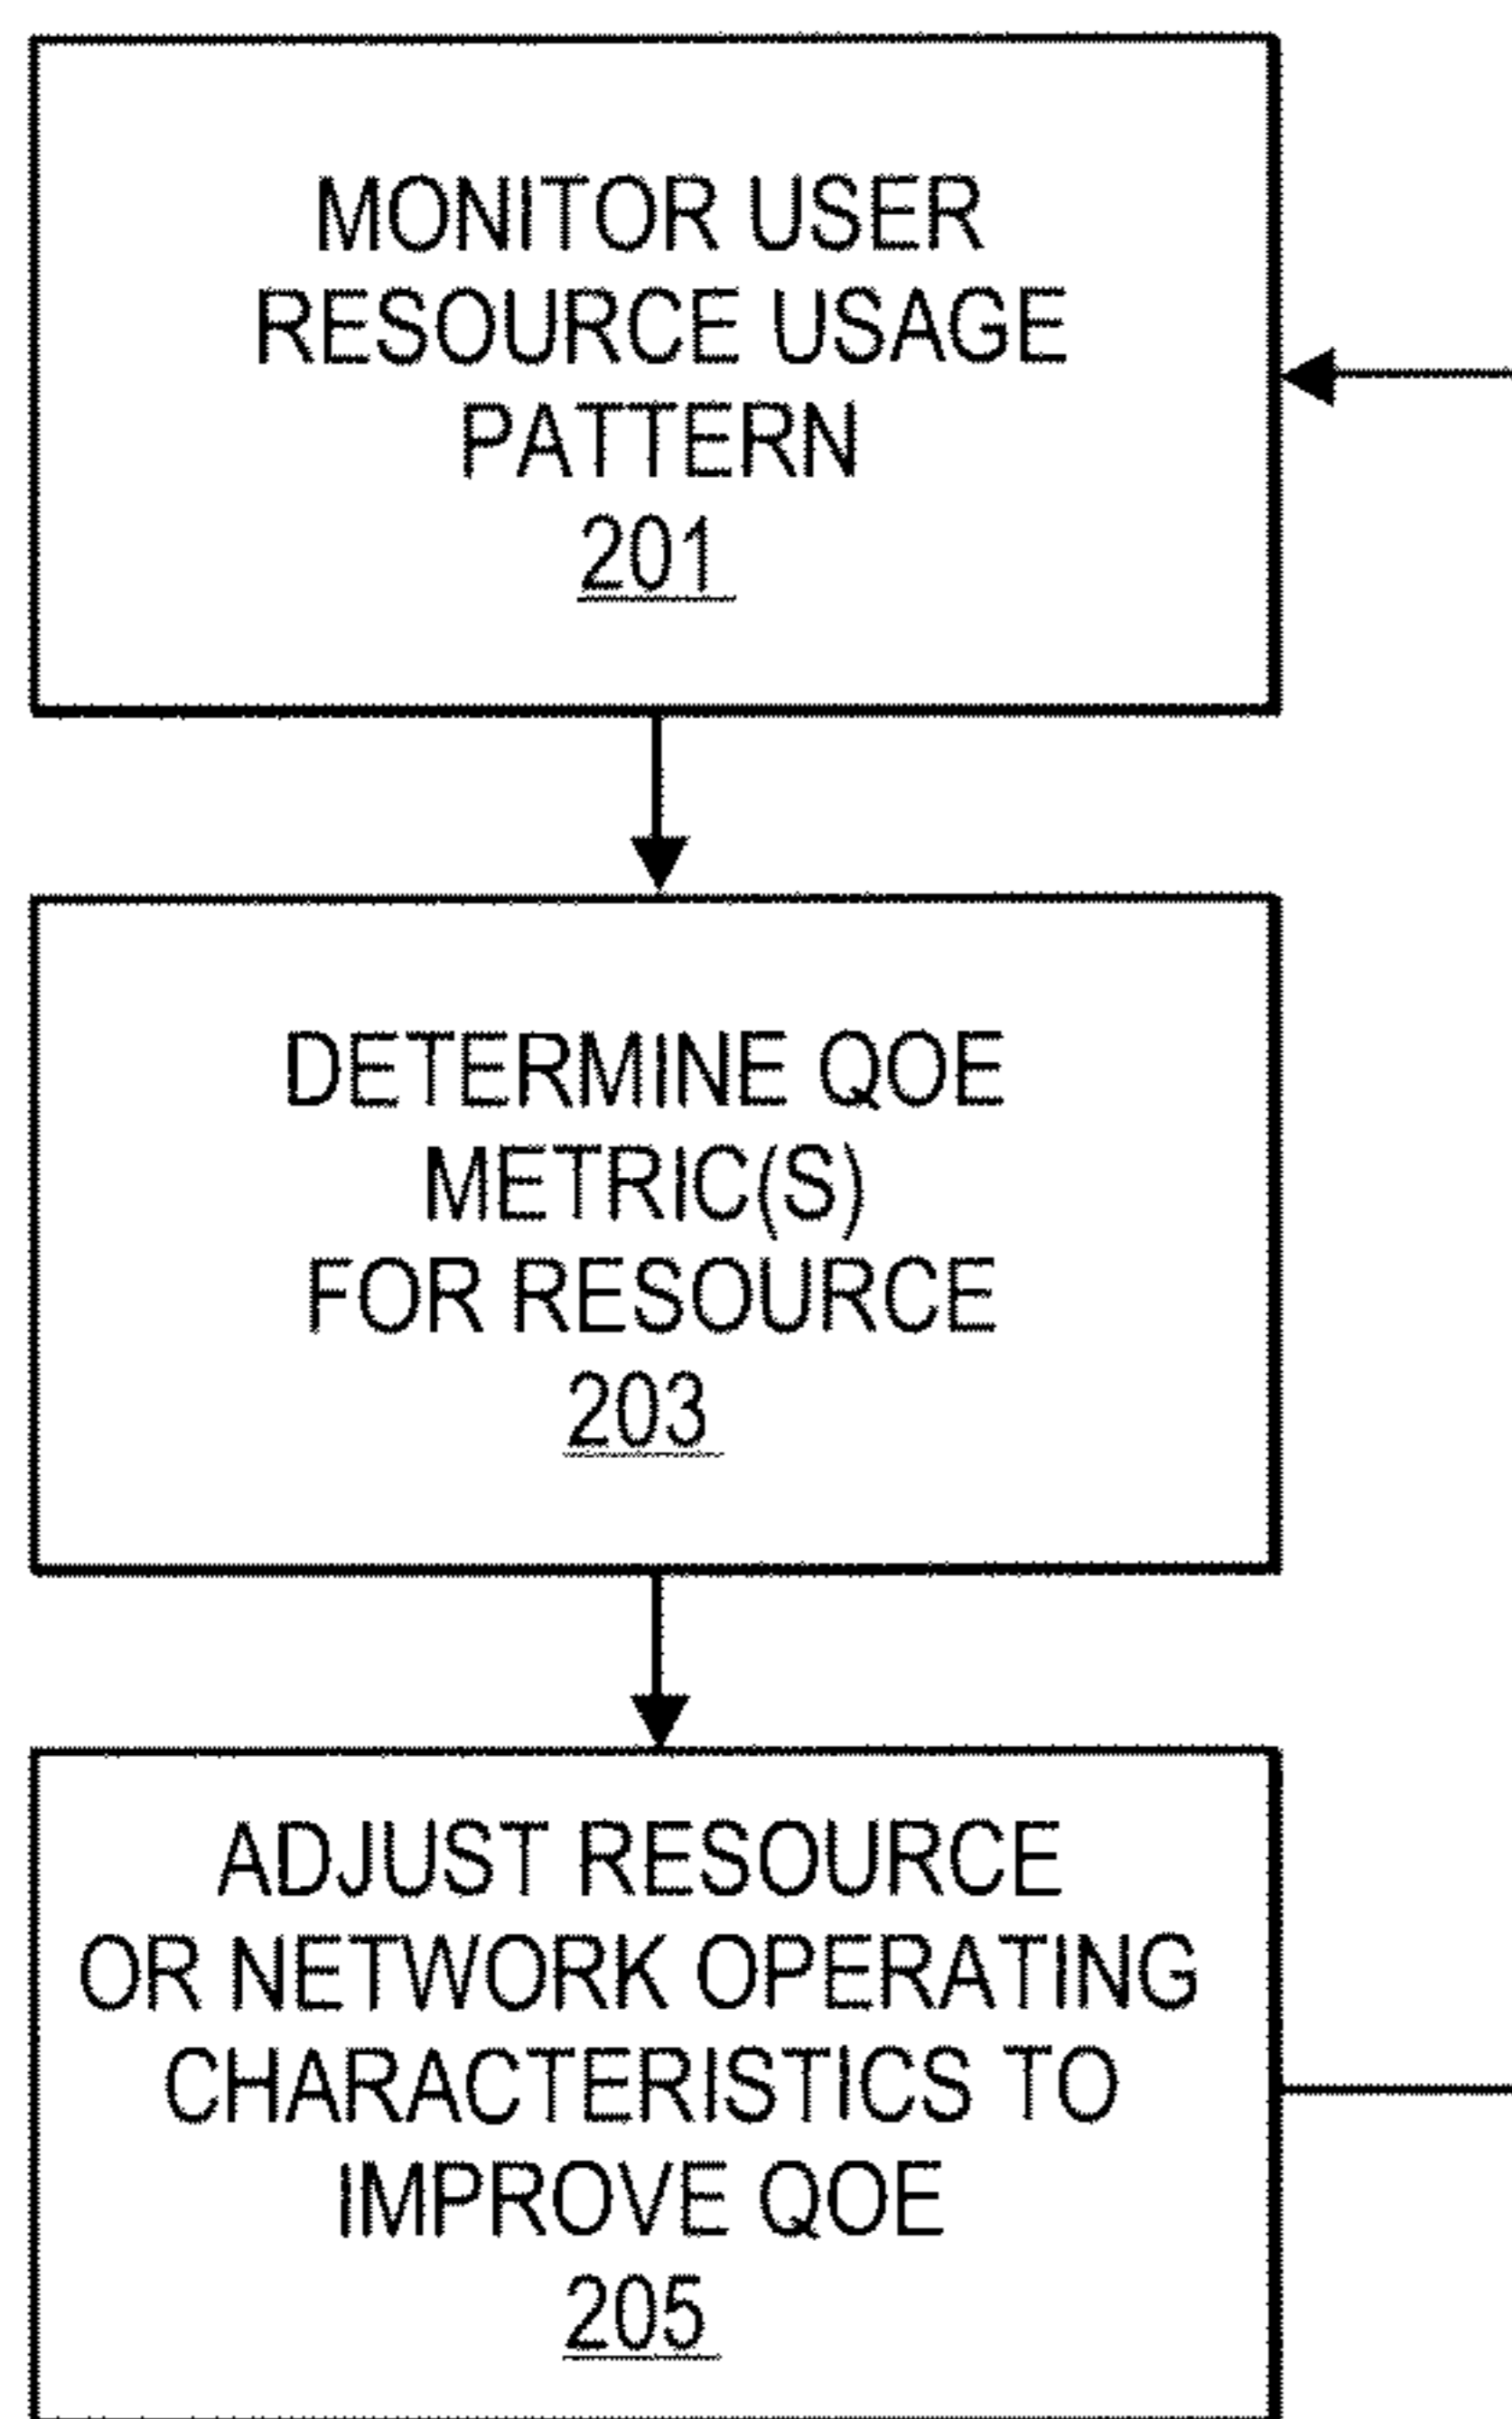 MONITOR USER
RESOURCE USAGE
PATTERN
201
DETERMINE QOE
METRIC(S)
FOR RESOURCE
203
ADJUST RESOURCE
OR NETWORK OPERATING
CHARACTERISTICS TO
IMPROVE QOE
205